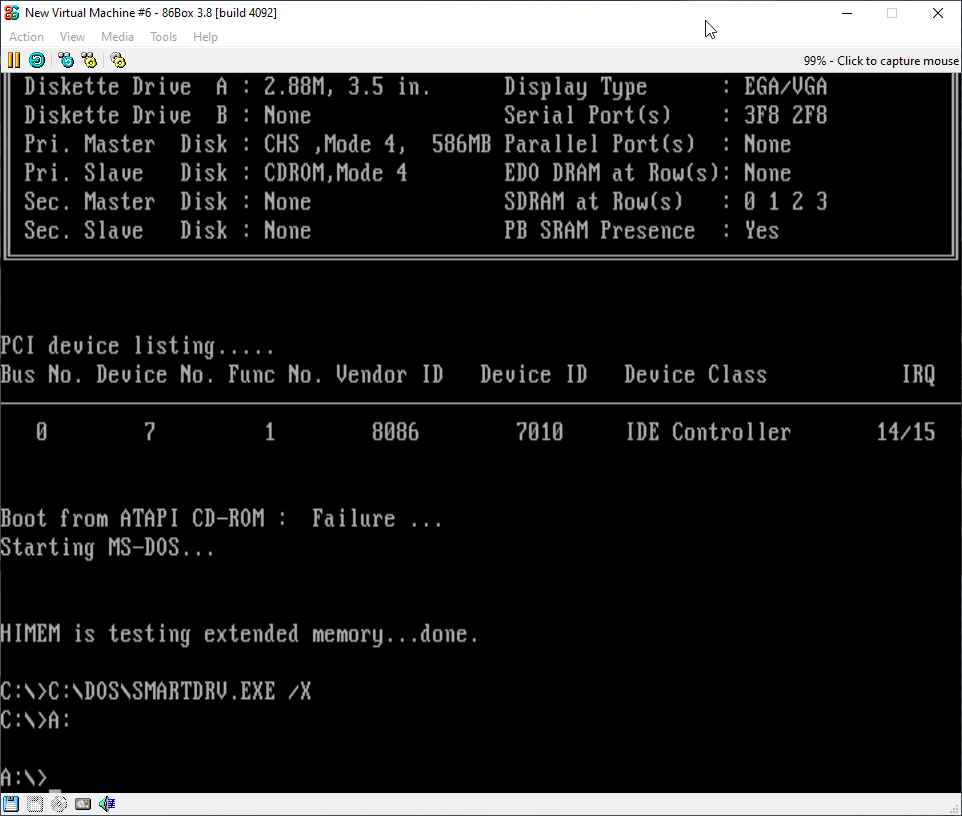 New Virtual Machine #6 - 86Box 3.8 [build 4092]
Action View Media Tools Help
99% - Click to capture mouse
Diskette Drive A : 2.88M, 3.5 in. Display Type : EGA/VGA
Diskette Drive B : None Serial Port(s) : 3F8 2F8
Pri. Master Disk : CHS ,Mode 4, 586MB Parallel Port(s) : None
Pri. Slave Disk : CDROM,Mode 4 EDO DRAM at Row(s): None
Sec. Master Disk : None SDRAM at Row(s) : 0 1 2 3
Sec. Slave Disk : None PB SRAM Presence : Yes
PCI device listing.....
Bus No. Device No. Func No. Vendor ID Device ID Device Class IRQ
0 7 1 8086 7010 IDE Controller 14/15
Boot from ATAPI CD-ROM : Failure ...
Starting MS-DOS...
HIMEM is testing extended memory...done.
C:\>C:\DOS\SMARTDRV.EXE /X
C:\>A:
A:\>